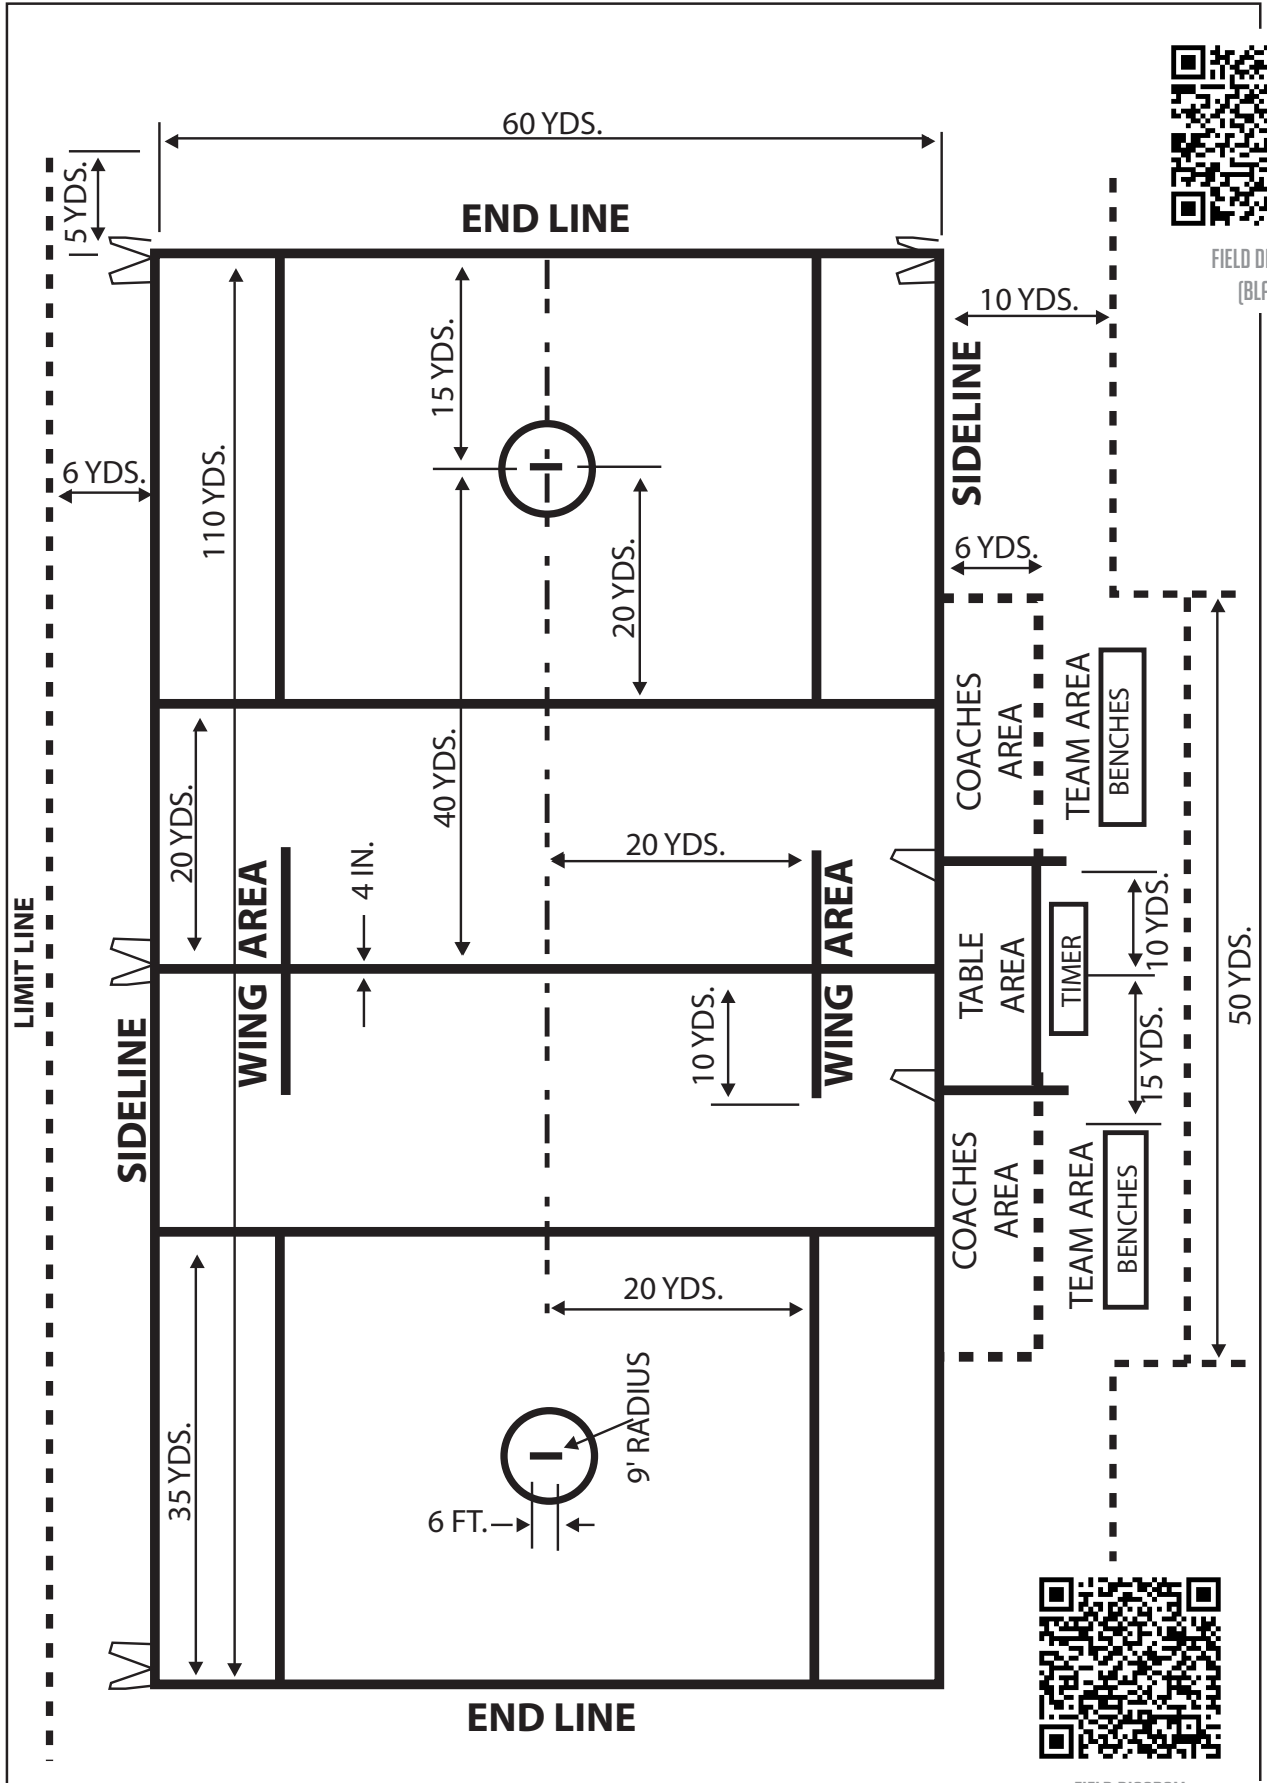 60 YDS.
5 YDS.
END LINE
FIELD
10 YDS.
15 YDS.
SIDELINE
6 YDS.
110 YDS.
6 YDS.
20 YDS.
COACHES
AREA
TEAM AREA
BENCHES
20 YDS.
40 YDS.
4 IN.
20 YDS.
WING AREA
WING AREA
LIMIT LINE
TABLE
AREA
TIMER
10 YDS.
50 YDS.
10 YDS.
15 YDS.
SIDELINE
COACHES
AREA
TEAM AREA
BENCHES
20 YDS.
35 YDS.
9' RADIUS
6 FT.
END LINE